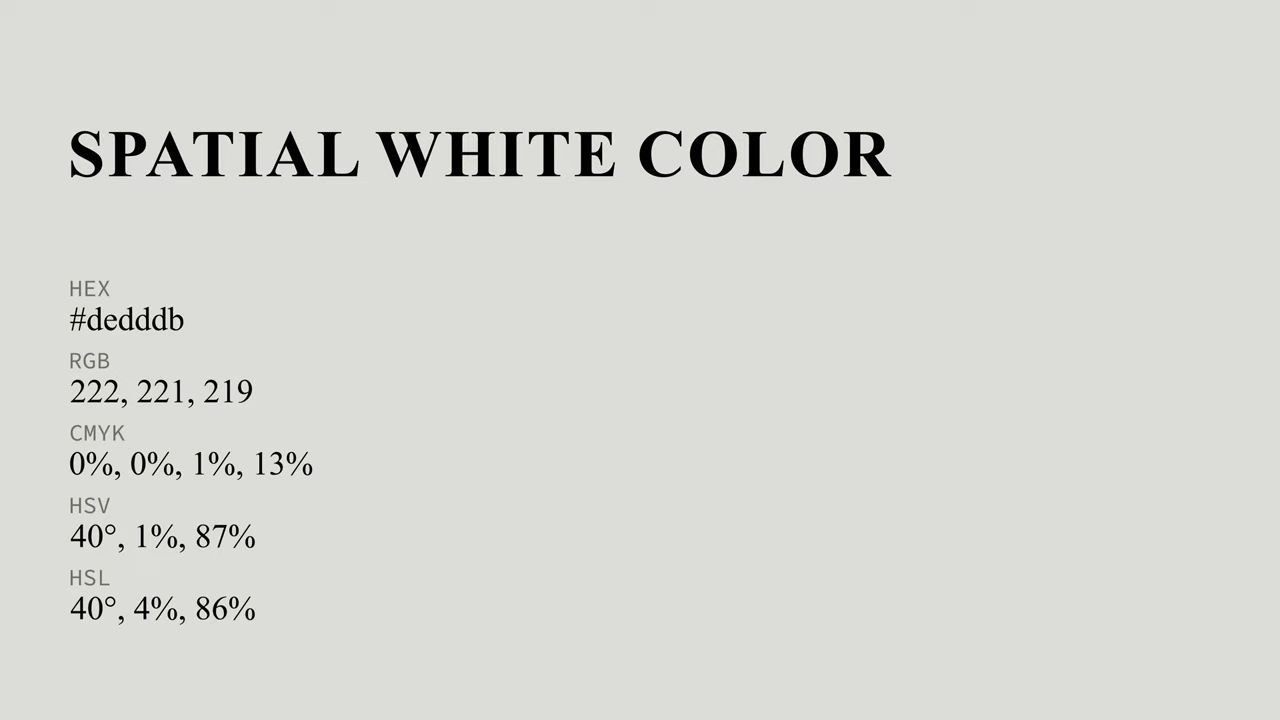 SPATIAL WHITE COLOR
HEX
#dedddb
RGB
222, 221, 219
CMYK
0%, 0%, 1%, 13%
HSV
40°, 1%, 87%
HSL
40°, 4%, 86%